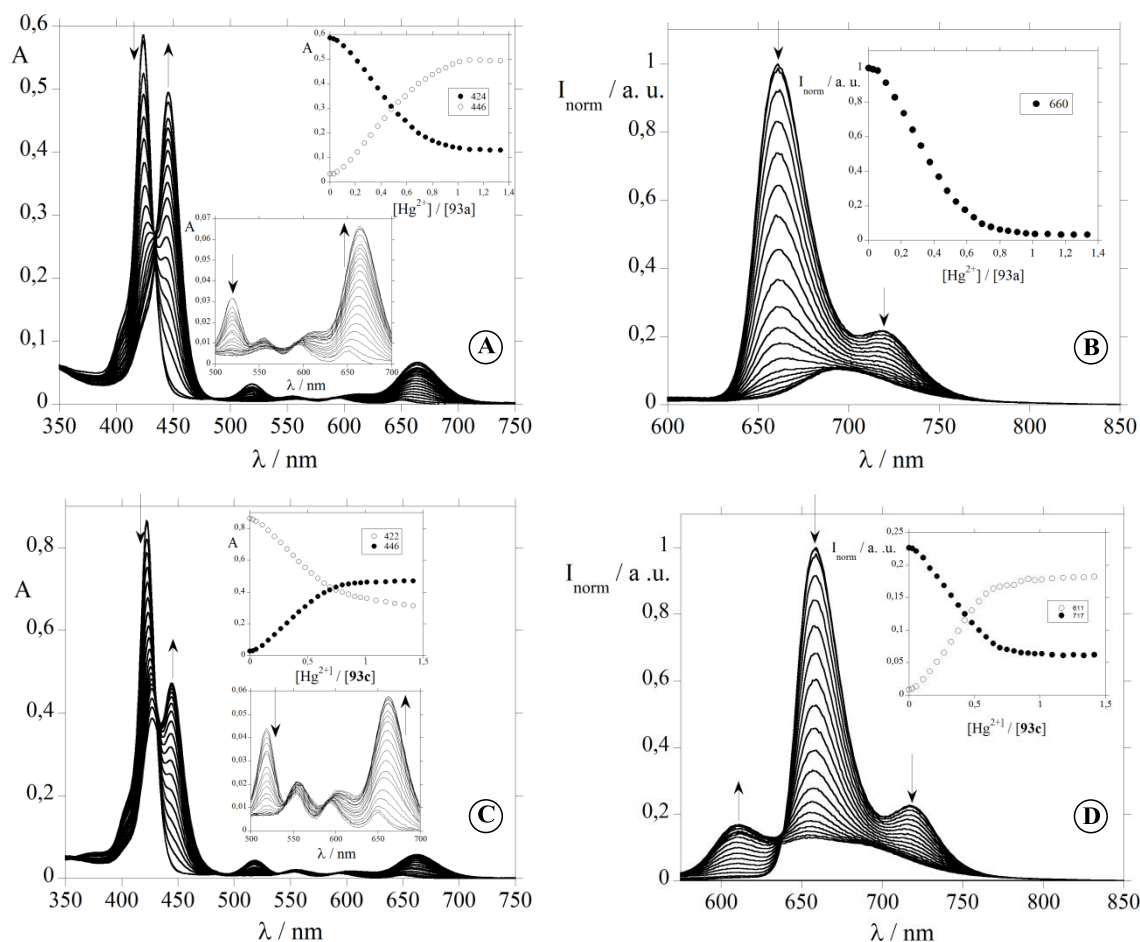 0,6
0,5
0,4
A
0,3
0,2
0,1
0
350 400 450 500 550 600 650 700 750
λ / nm
A
0,6
0,5
0,4
0,3
0,2
0,1
0
424
446
0 0,2 0,4 0,6 0,8 1 1,2 1,4
[Hg²⁺] / [93a]
A
0,07
0,06
0,05
0,04
0,03
0,02
0,01
0
500 550 600 650 700
λ / nm
A
I norm / a. u.
1
0,8
0,6
0,4
0,2
0
600 650 700 750 800 850
λ / nm
I norm / a. u.
1
0,8
0,6
0,4
0,2
0
660
0 0,2 0,4 0,6 0,8 1 1,2 1,4
[Hg²⁺] / [93a]
B
0,8
A
0,6
0,4
0,2
0
350 400 450 500 550 600 650 700 750
λ / nm
A
1
0,8
0,6
0,4
0,2
0
422
446
0 0,5 1 1,5
[Hg²⁺] / [93c]
A
0,06
0,05
0,04
0,03
0,02
0,01
0
500 550 600 650 700
λ / nm
C
I norm / a .u.
1
0,8
0,6
0,4
0,2
0
600 650 700 750 800 850
λ / nm
I norm / a. .u.
0,25
0,2
0,15
0,1
0,05
0
611
717
0 0,5 1 1,5
[Hg²⁺] / [93c]
D